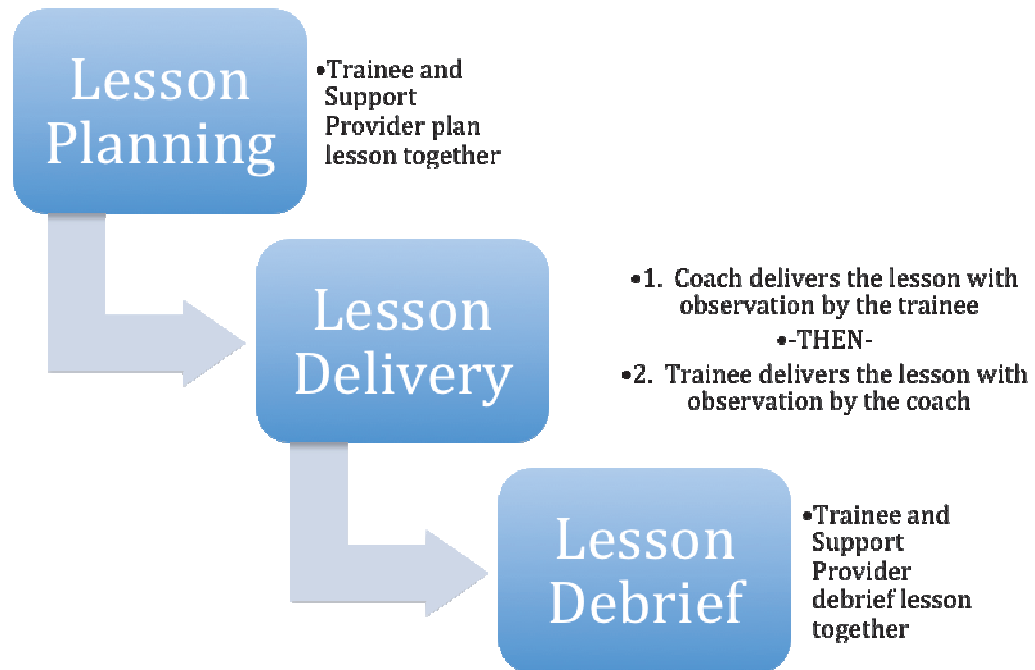 Lesson
Planning
•Trainee and
Support
Provider plan
lesson together
Lesson
Delivery
•1.  Coach delivers the lesson with
observation by the trainee
•-THEN-
•2.  Trainee delivers the lesson with
observation by the coach
Lesson
Debrief
•Trainee and
Support
Provider
debrief lesson
together